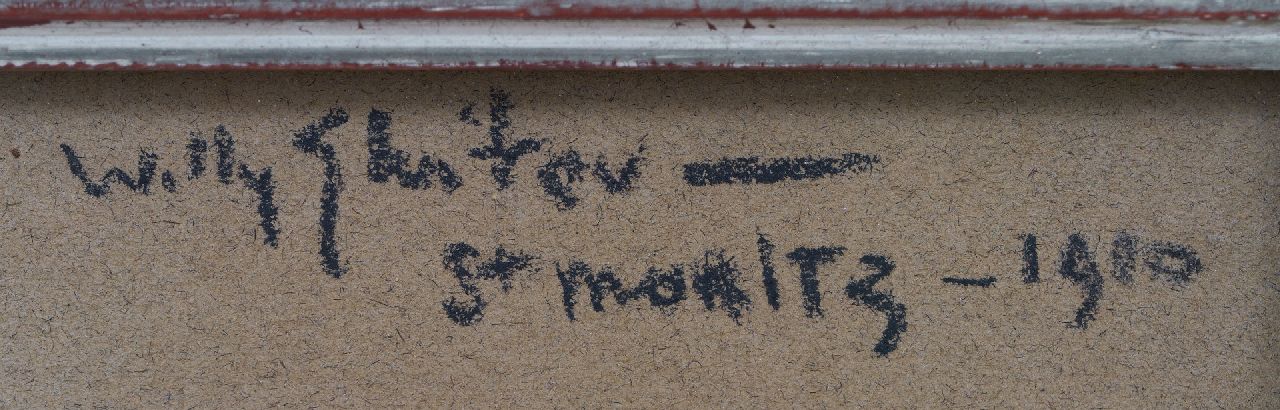 Willy Sluiter —
St MORITZ – 1910